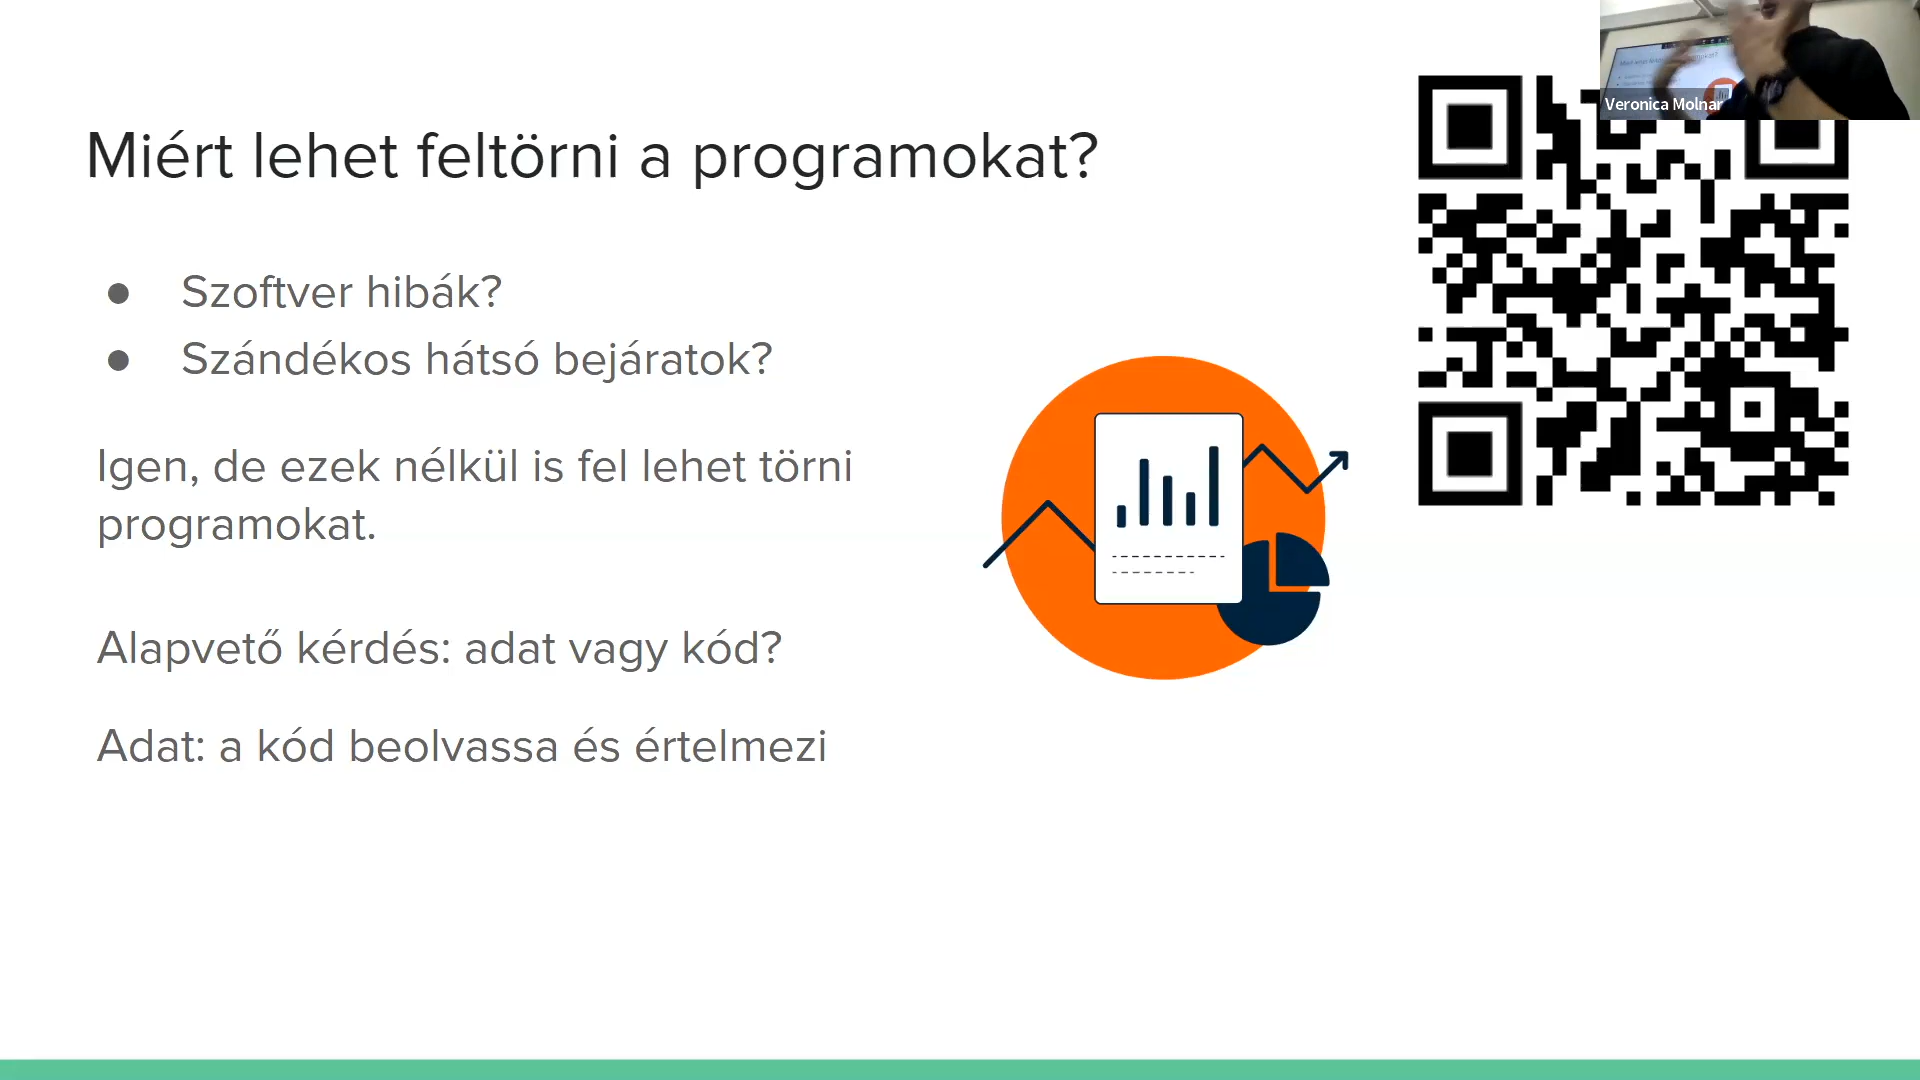 Miért lehet feltörni a programokat?
● Szoftver hibák?
● Szándékos hátsó bejáratok?
Igen, de ezek nélkül is fel lehet törni
programokat.
Alapvető kérdés: adat vagy kód?
Adat: a kód beolvassa és értelmezi
Veronica Molnar